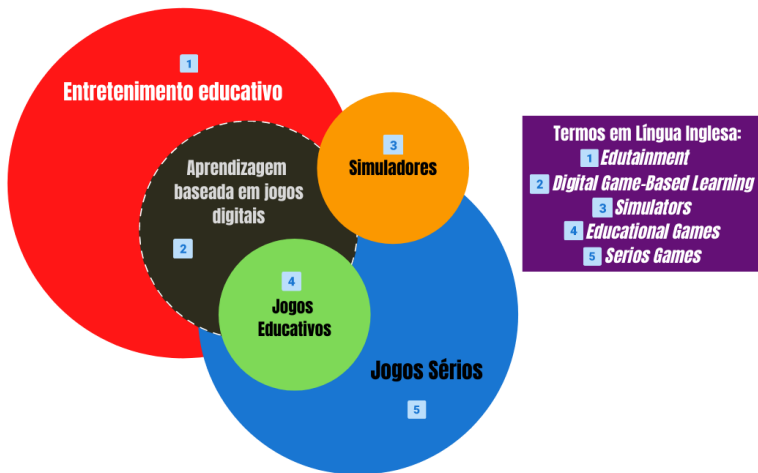 1
Entretenimento educativo
Aprendizagem
baseada em jogos
digitais
2
3
Simuladores
4
Jogos
Educativos
Jogos Sérios
5
Termos em Língua Inglesa:
1 Edutainment
2 Digital Game-Based Learning
3 Simulators
4 Educational Games
5 Serios Games